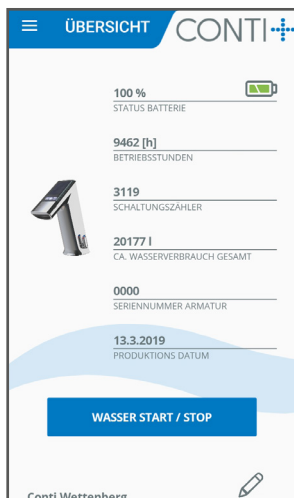 ÜBERSICHT
CONTI+
100 %
STATUS BATTERIE
9462 [h]
BETRIEBSSTUNDEN
3119
SCHALTUNGSZÄHLER
20177 l
CA. WASSERVERBRAUCH GESAMT
0000
SERIENNUMMER ARMATUR
13.3.2019
PRODUKTIONS DATUM
WASSER START / STOP
Conti Wettenberg